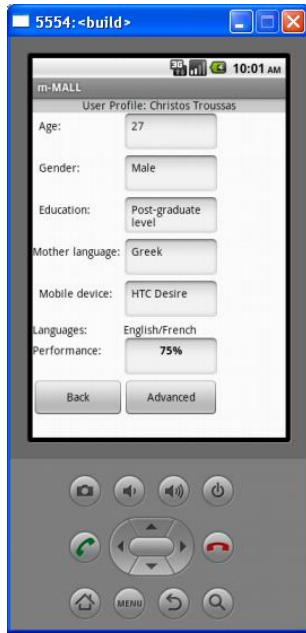 5554:<build>
3G 10:01 AM
m-MALL
User Profile: Christos Troussas
Age: 27
Gender: Male
Education: Post-graduate
level
Mother language: Greek
Mobile device: HTC Desire
Languages: English/French
Performance: 75%
Back Advanced
MENU